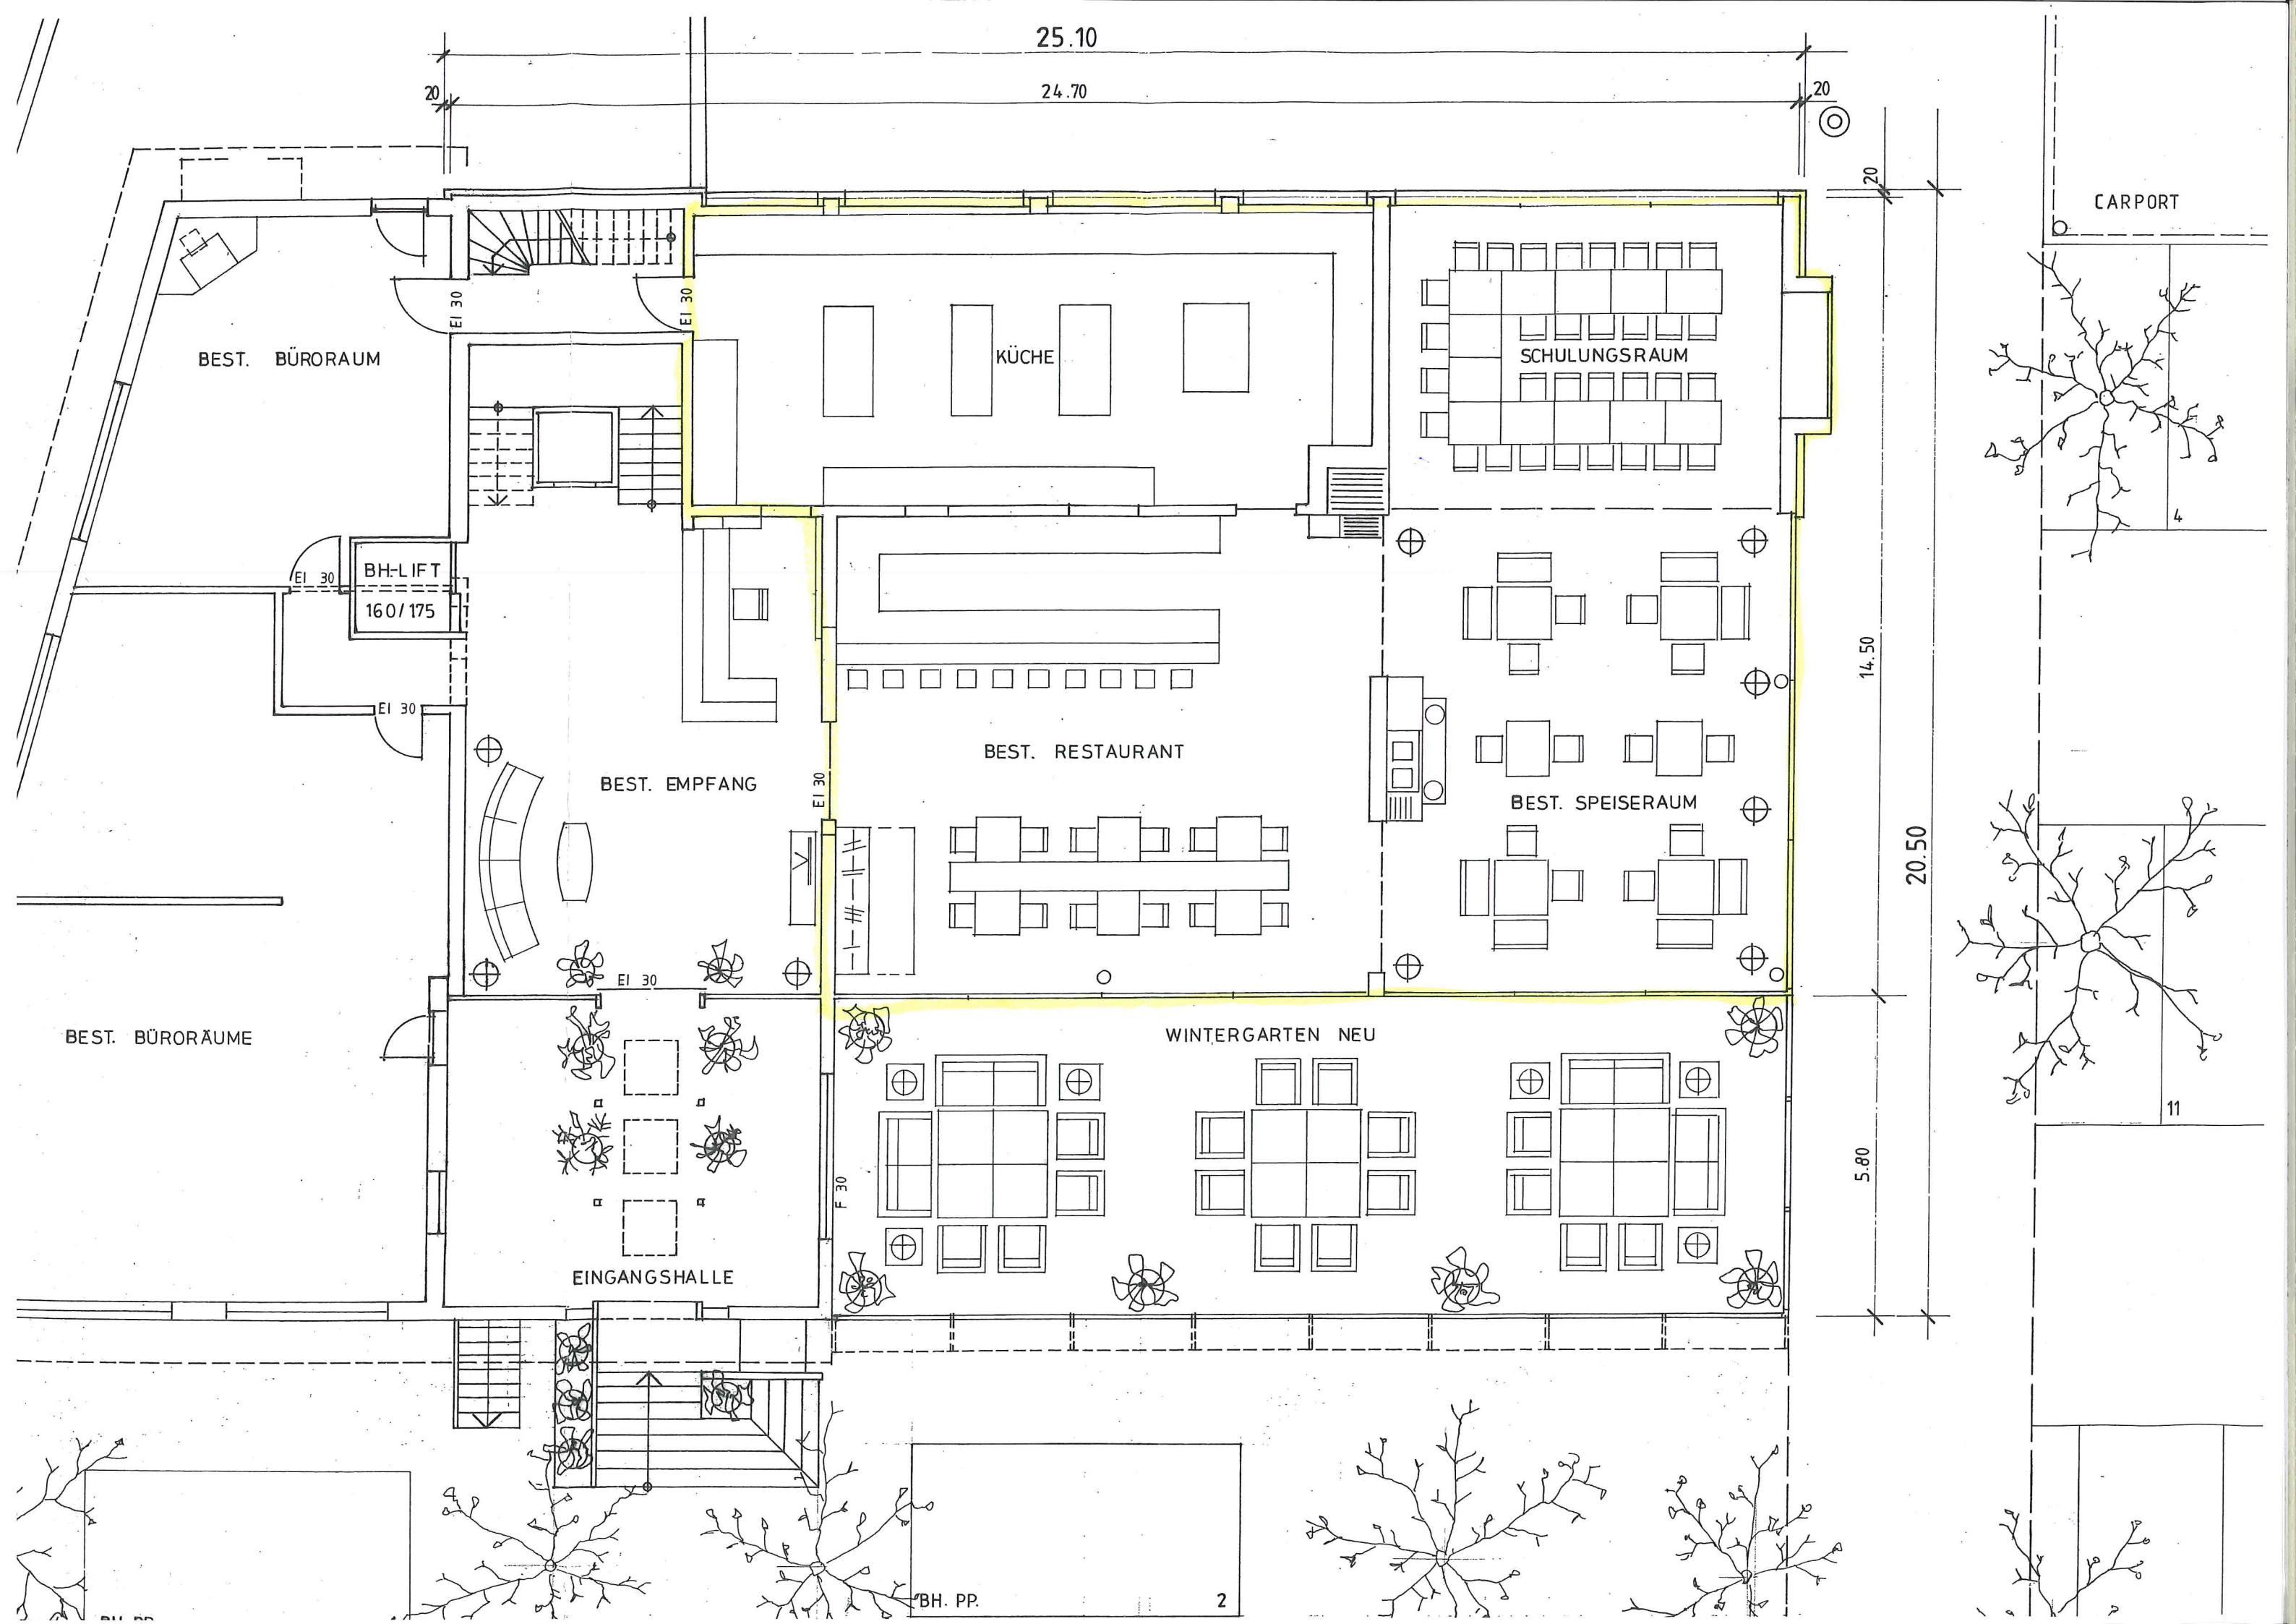 25.10
20
24.70
20
20
CARPORT
EI 30
EI 30
BEST. BÜRORAUM
KÜCHE
SCHULUNGSRAUM
4
BH-LIFT
EI 30
160/175
14.50
EI 30
BEST. RESTAURANT
BEST. EMPFANG
EI 30
BEST. SPEISERAUM
20.50
EI 30
BEST. BÜRORÄUME
WINTERGARTEN NEU
11
5.80
F 30
EINGANGSHALLE
BH. PP.
2